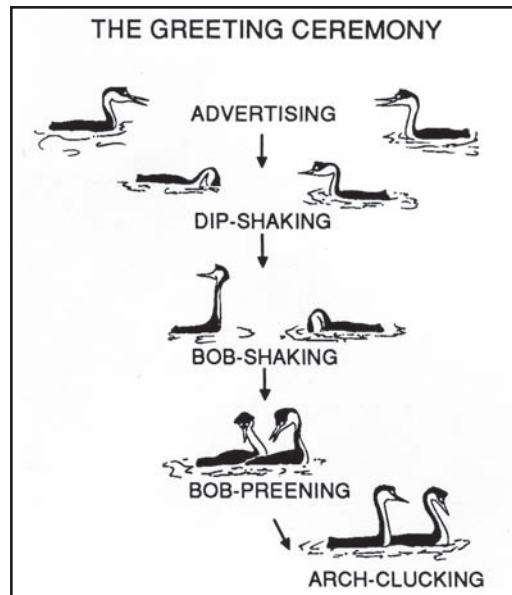 THE GREETING CEREMONY
ADVERTISING
DIP-SHAKING
BOB-SHAKING
BOB-PREENING
ARCH-CLUCKING